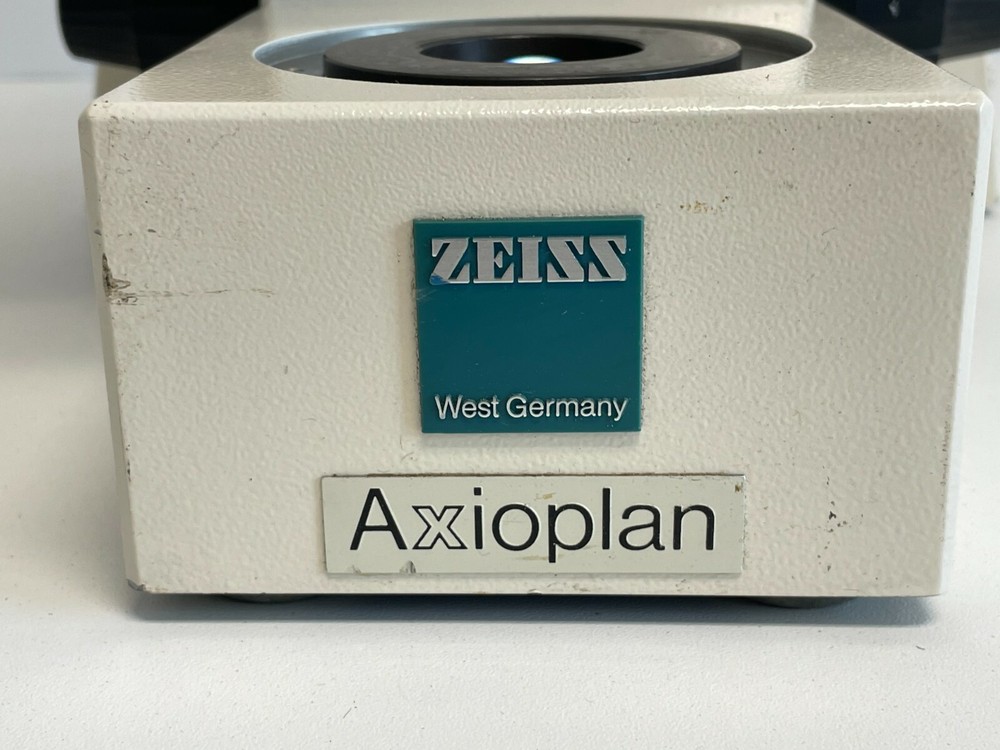 ZEISS
West Germany
Axioplan